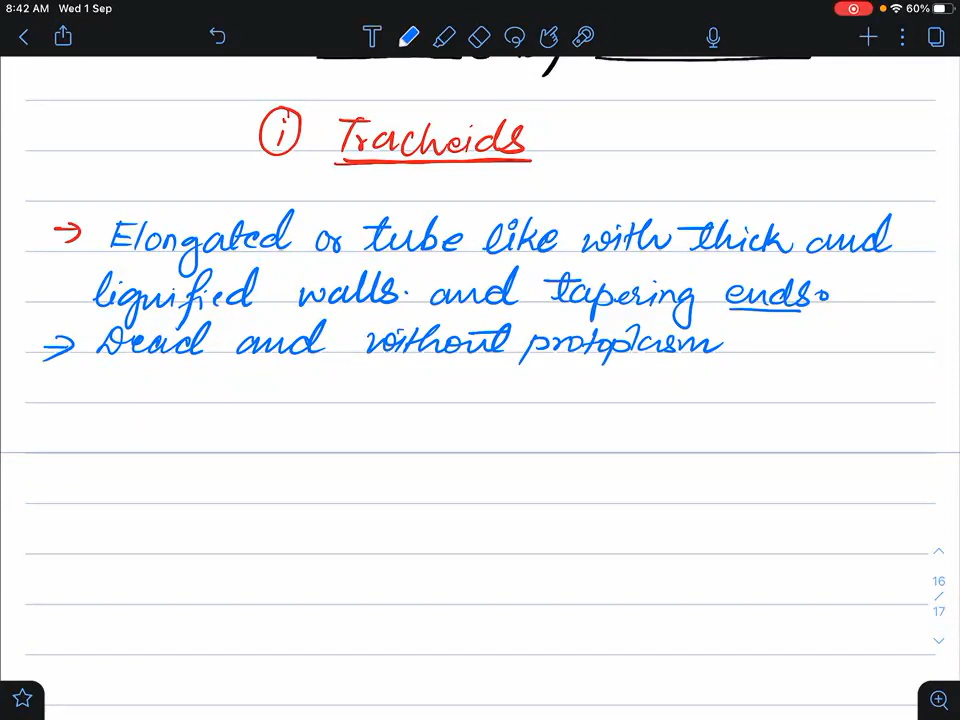 8:42 AM Wed 1 Sep
60%
i Tracheids
→ Elongated or tube like with thick and
lignified walls. and tapering ends.
→ Dead and without protoplasm
16
/
17